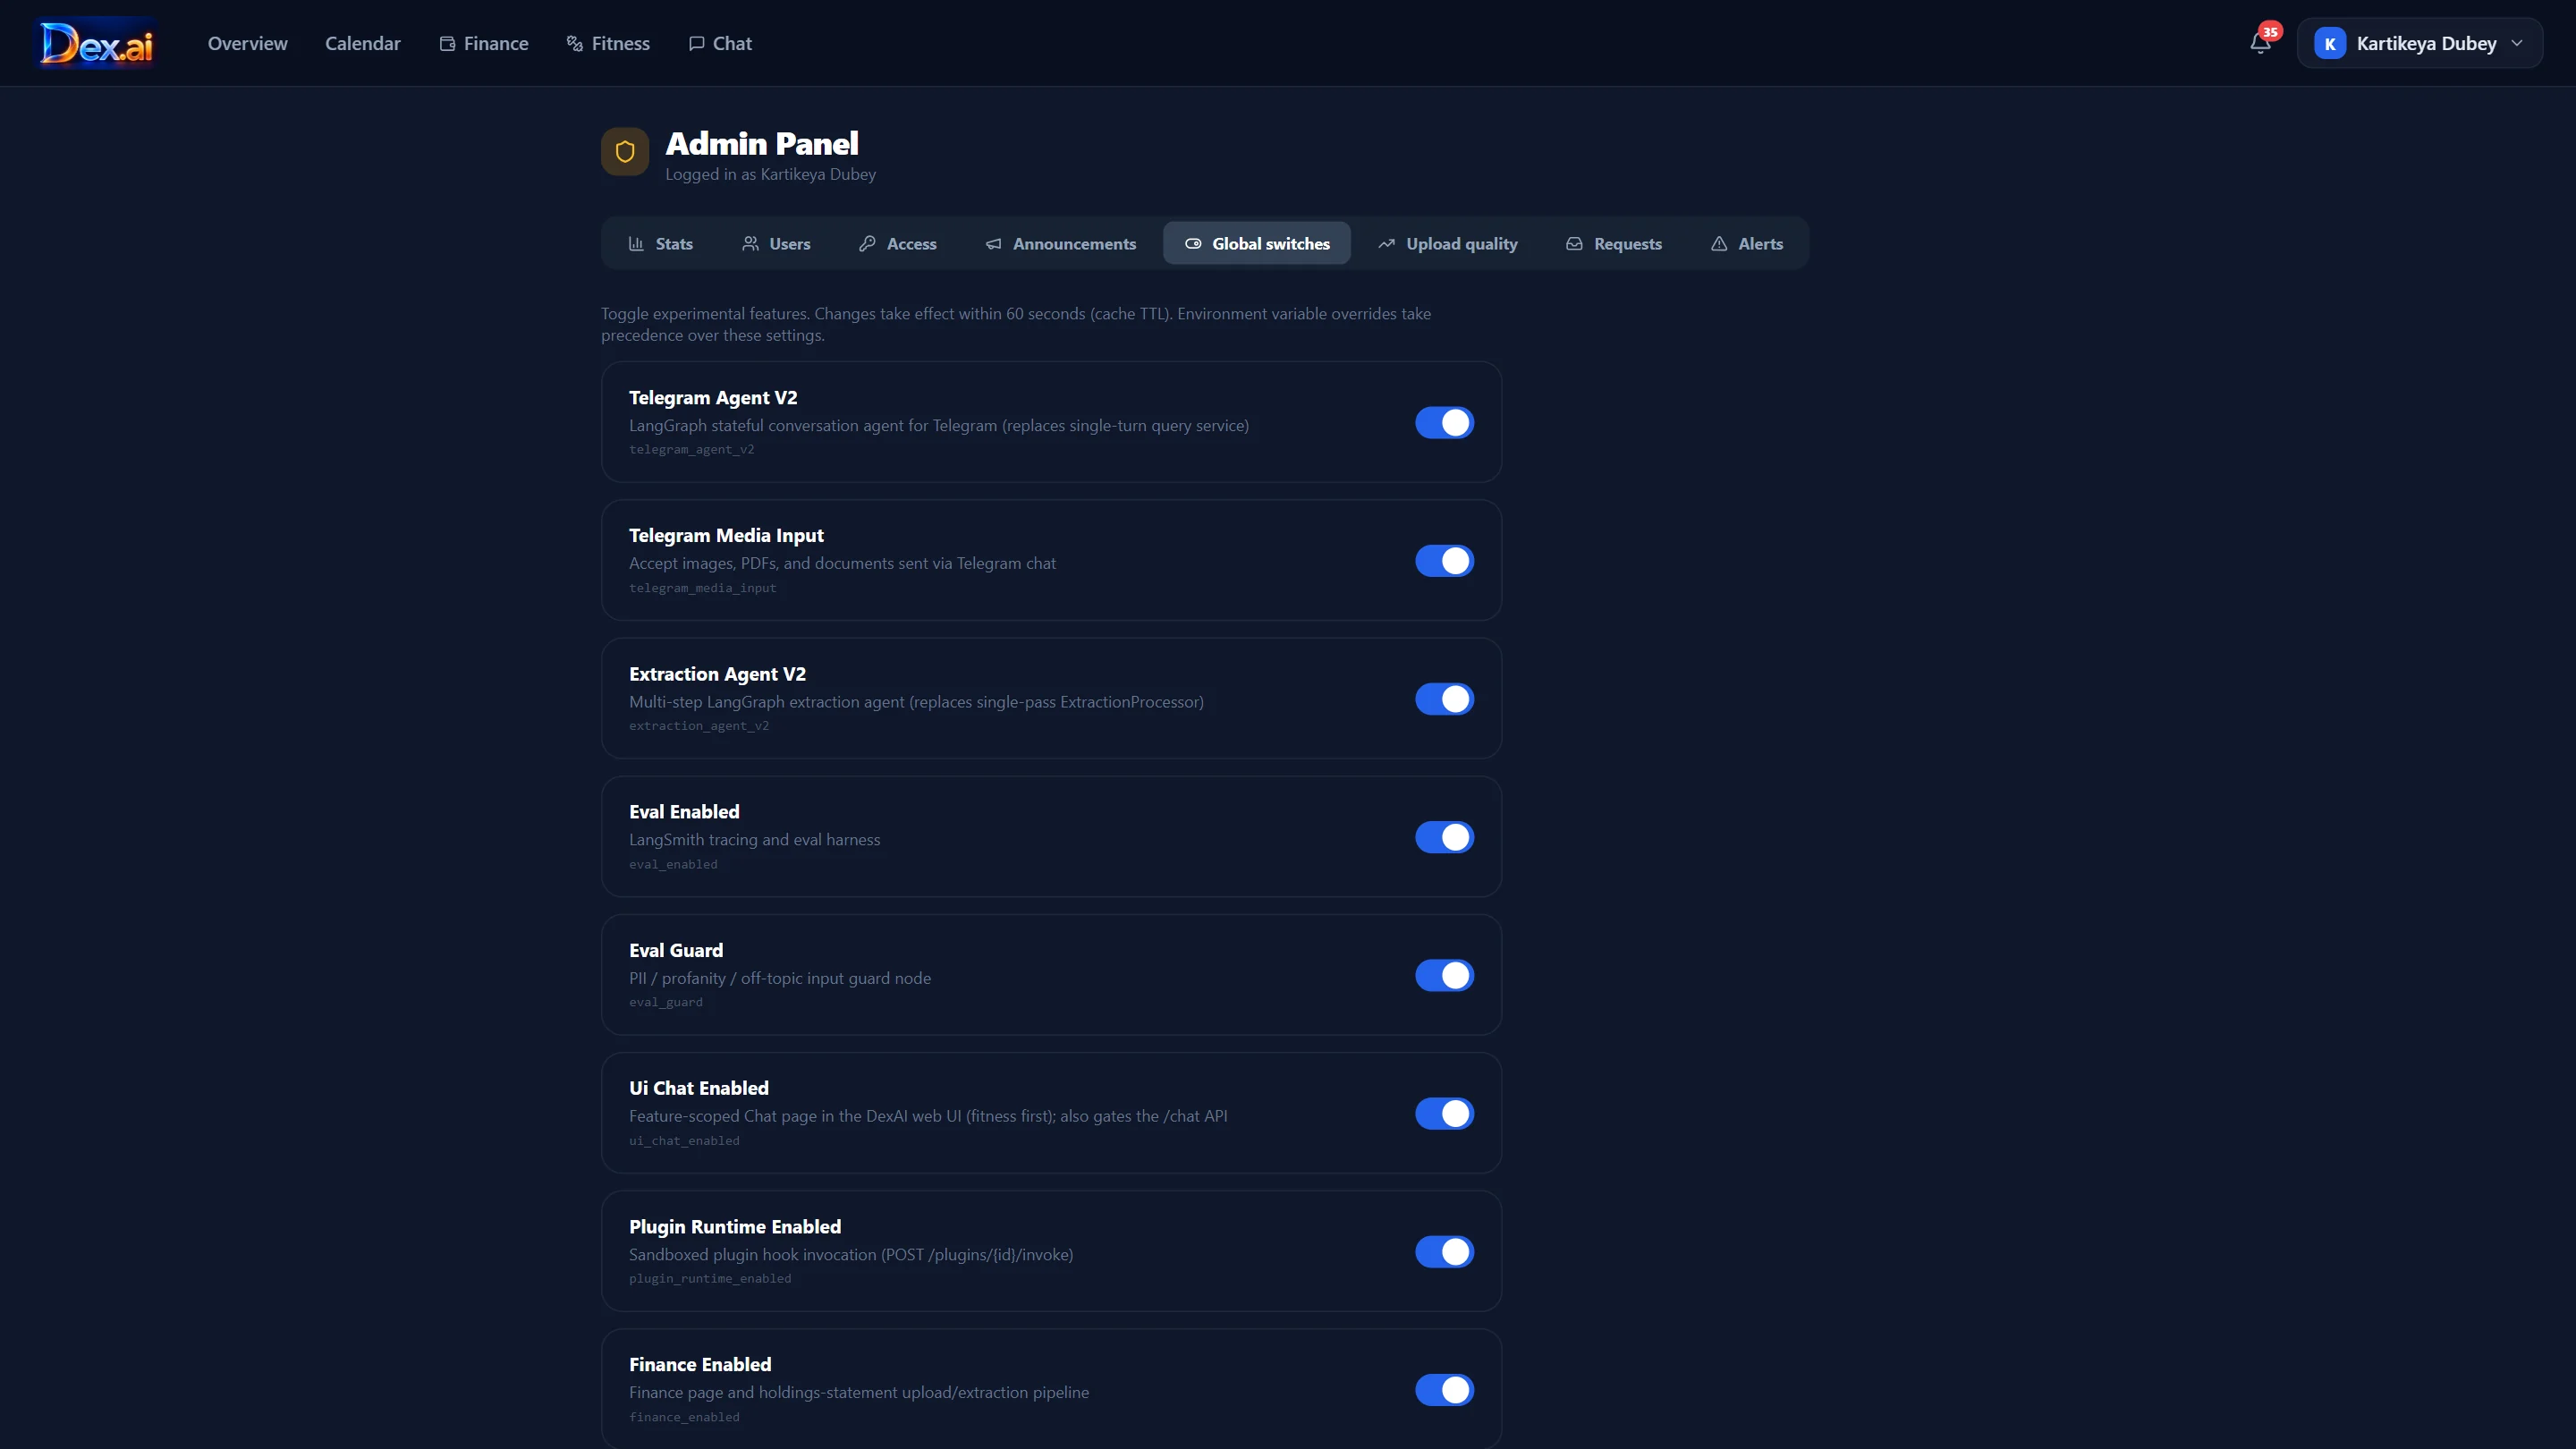 Dex.ai
Overview
Calendar
Finance
Fitness
Chat
35
K
Kartikeya Dubey
Admin Panel
Logged in as Kartikeya Dubey
Stats
Users
Access
Announcements
Global switches
Upload quality
Requests
Alerts
Toggle experimental features. Changes take effect within 60 seconds (cache TTL). Environment variable overrides take
precedence over these settings.
Telegram Agent V2
LangGraph stateful conversation agent for Telegram (replaces single-turn query service)
telegram_agent_v2
Telegram Media Input
Accept images, PDFs, and documents sent via Telegram chat
telegram_media_input
Extraction Agent V2
Multi-step LangGraph extraction agent (replaces single-pass ExtractionProcessor)
extraction_agent_v2
Eval Enabled
LangSmith tracing and eval harness
eval_enabled
Eval Guard
PII / profanity / off-topic input guard node
eval_guard
Ui Chat Enabled
Feature-scoped Chat page in the DexAI web UI (fitness first); also gates the /chat API
ui_chat_enabled
Plugin Runtime Enabled
Sandboxed plugin hook invocation (POST /plugins/{id}/invoke)
plugin_runtime_enabled
Finance Enabled
Finance page and holdings-statement upload/extraction pipeline
finance_enabled